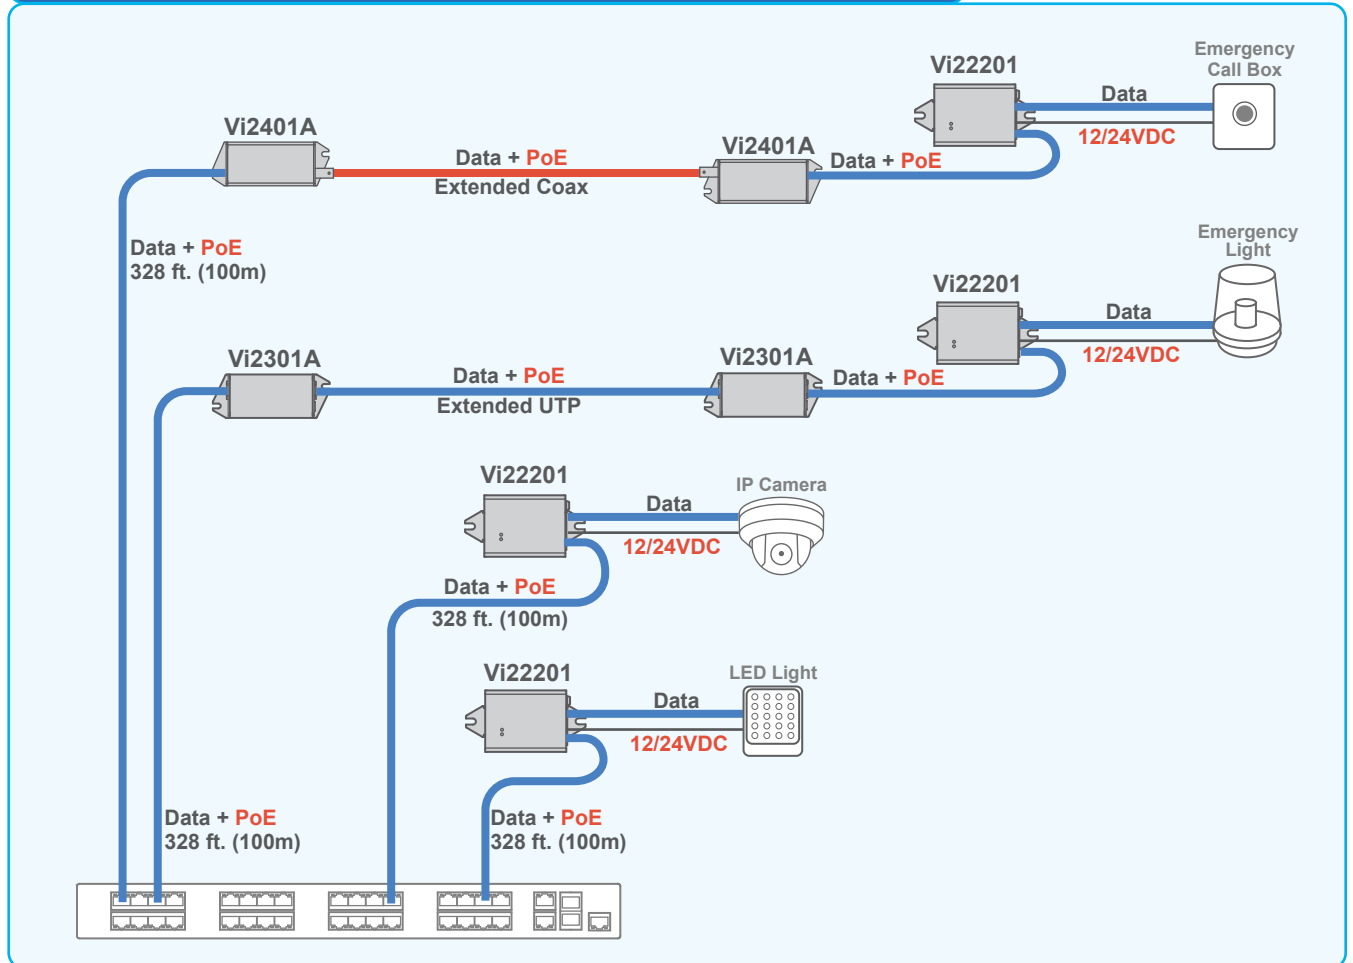 Vi22201
Emergency
Call Box
Data
12/24VDC
Vi2401A
Data + PoE
Extended Coax
Vi2401A
Data + PoE
Data + PoE
328 ft. (100m)
Emergency
Light
Vi22201
Data
12/24VDC
Vi2301A
Data + PoE
Extended UTP
Vi2301A
Data + PoE
Vi22201
IP Camera
Data
12/24VDC
Data + PoE
328 ft. (100m)
Vi22201
LED Light
Data
12/24VDC
Data + PoE
328 ft. (100m)
Data + PoE
328 ft. (100m)